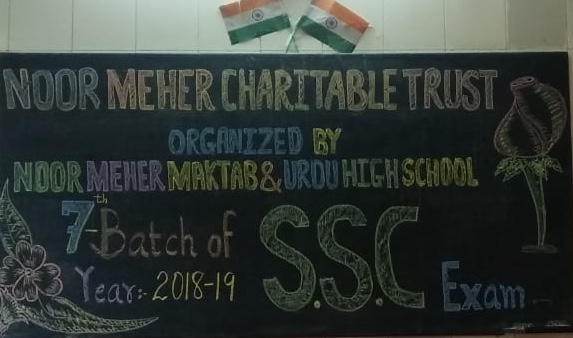 NOOR MEHER CHARITABLE TRUST
ORGANIZED BY
NOOR MEHER MAKTAB & URDU HIGH SCHOOL
7th Batch of S.S.C Exam
Year:- 2018-19